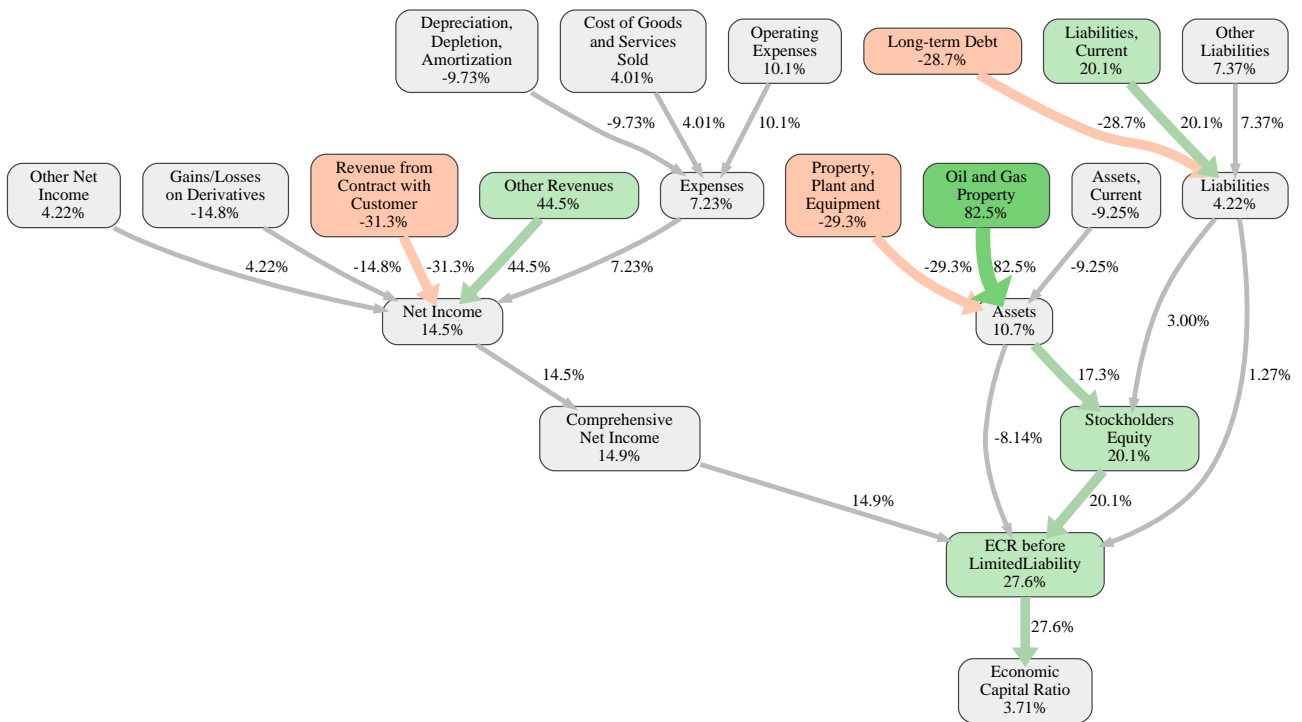 Depreciation,
Depletion,
Amortization
-9.73%
Cost of Goods
and Services
Sold
4.01%
Operating
Expenses
10.1%
Long-term Debt
-28.7%
Liabilities,
Current
20.1%
Other
Liabilities
7.37%
-9.73%
4.01%
10.1%
-28.7%
20.1%
7.37%
Other Net
Income
4.22%
Gains/Losses
on Derivatives
-14.8%
Revenue from
Contract with
Customer
-31.3%
Other Revenues
44.5%
Expenses
7.23%
Property,
Plant and
Equipment
-29.3%
Oil and Gas
Property
82.5%
Assets,
Current
-9.25%
Liabilities
4.22%
4.22%
-14.8%
-31.3%
44.5%
7.23%
-29.3%
82.5%
-9.25%
Net Income
14.5%
Assets
10.7%
3.00%
1.27%
14.5%
17.3%
Comprehensive
Net Income
14.9%
-8.14%
Stockholders
Equity
20.1%
14.9%
20.1%
ECR before
LimitedLiability
27.6%
27.6%
Economic
Capital Ratio
3.71%